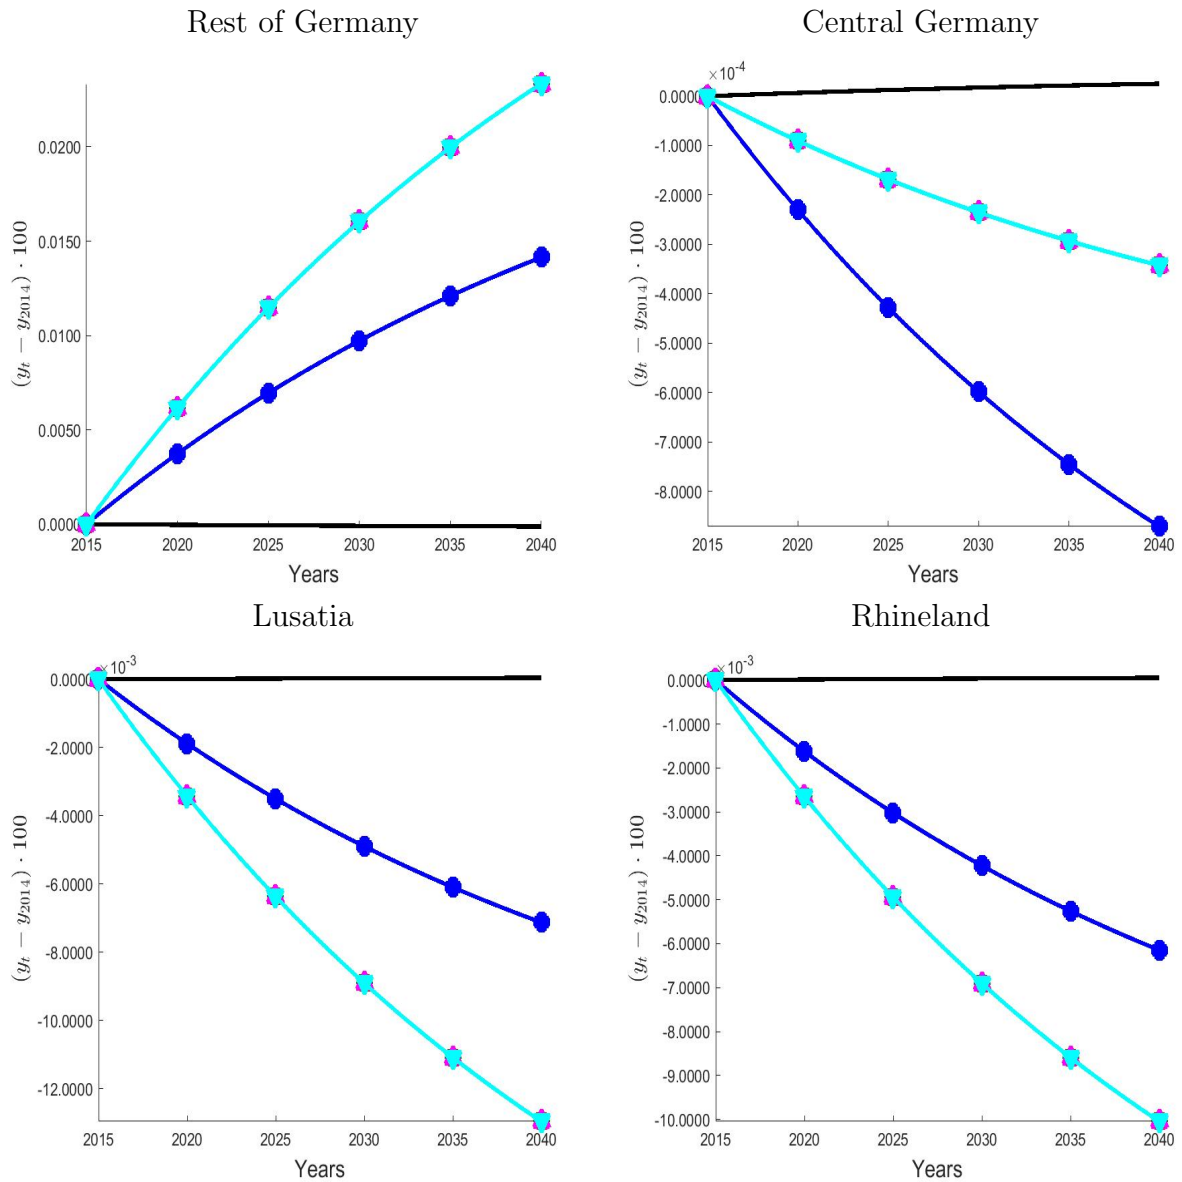 Rest of Germany
0.0200
0.0150
0.0100
0.0050
0.0000
(y_t − y_2014) · 100
2015 2020 2025 2030 2035 2040
Years
Central Germany
×10^-4
0.0000
-1.0000
-2.0000
-3.0000
-4.0000
-5.0000
-6.0000
-7.0000
-8.0000
(y_t − y_2014) · 100
2015 2020 2025 2030 2035 2040
Years
Lusatia
×10^-3
0.0000
-2.0000
-4.0000
-6.0000
-8.0000
-10.0000
-12.0000
(y_t − y_2014) · 100
2015 2020 2025 2030 2035 2040
Years
Rhineland
×10^-3
0.0000
-1.0000
-2.0000
-3.0000
-4.0000
-5.0000
-6.0000
-7.0000
-8.0000
-9.0000
-10.0000
(y_t − y_2014) · 100
2015 2020 2025 2030 2035 2040
Years